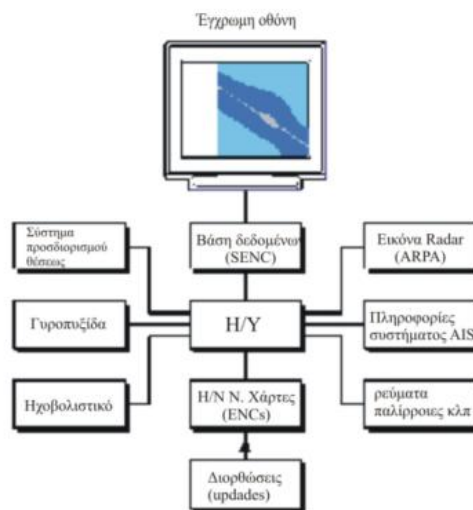 Έγχρωμη οθόνη
Σύστημα
προσδιορισμού
θέσεως
Βάση δεδομένων
(SENC)
Εικόνα Radar
(ARPA)
Γυροπυξίδα
Η/Υ
Πληροφορίες
συστήματος AIS
Ηχοβολιστικό
Η/Ν Ν. Χάρτες
(ENCs)
ρεύματα
παλίρροιες κλπ
Διορθώσεις
(updades)